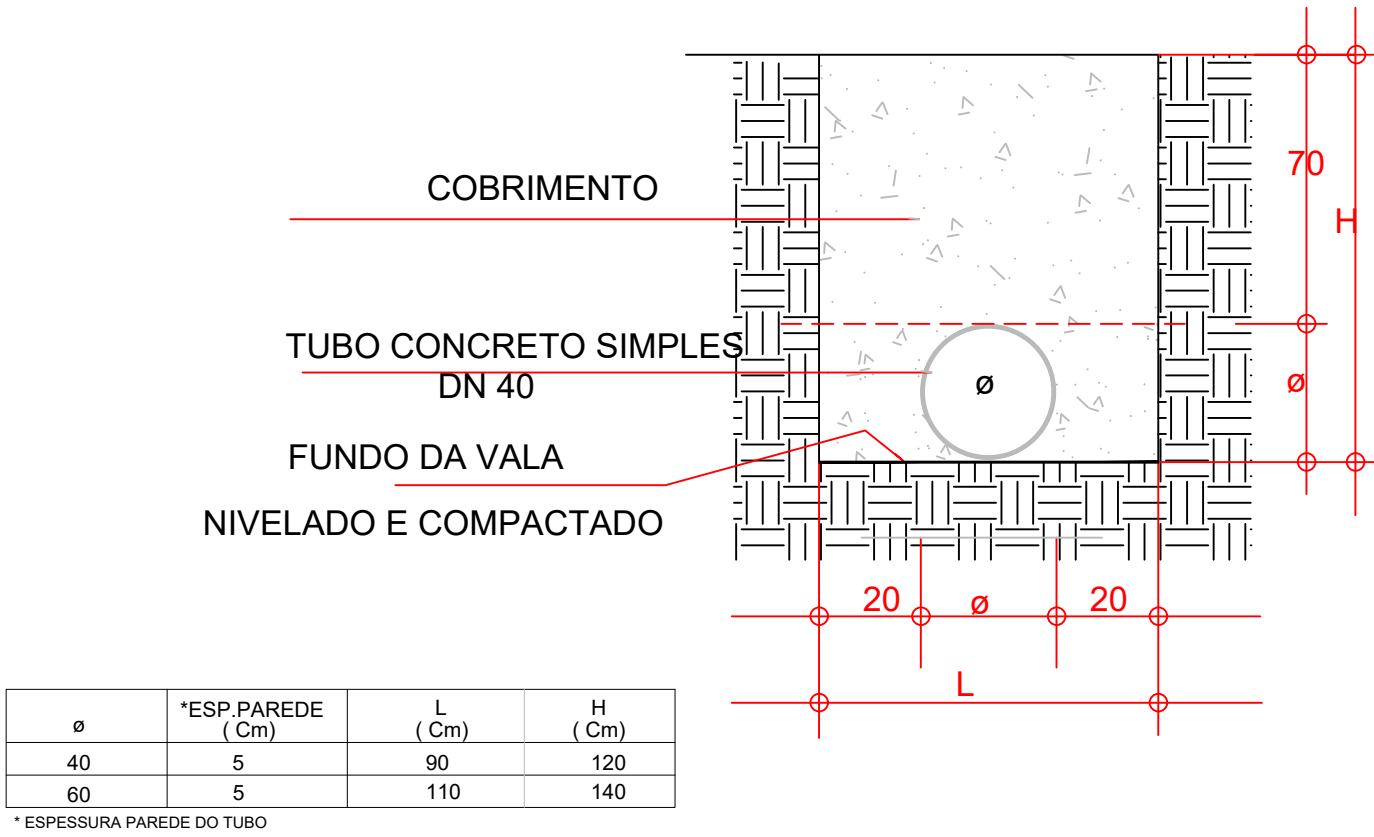 COBRIMENTO
TUBO CONCRETO SIMPLES
DN 40
FUNDO DA VALA
NIVELADO E COMPACTADO
ø
70
H
ø
20 ø 20
L
ø *ESP.PAREDE ( Cm) L ( Cm) H ( Cm)
40 5 90 120
60 5 110 140
* ESPESSURA PAREDE DO TUBO